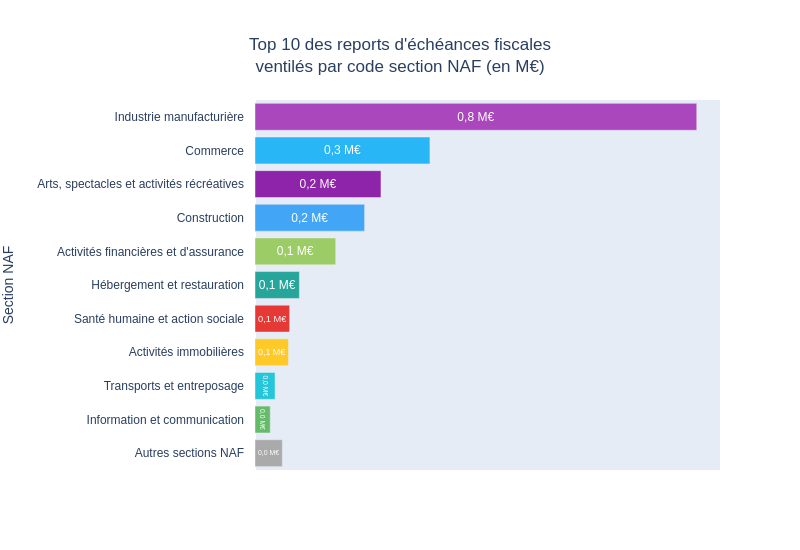 Top 10 des reports d'échéances fiscales
ventilés par code section NAF (en M€)
Section NAF
Industrie manufacturière 0,8 M€
Commerce 0,3 M€
Arts, spectacles et activités récréatives 0,2 M€
Construction 0,2 M€
Activités financières et d'assurance 0,1 M€
Hébergement et restauration 0,1 M€
Santé humaine et action sociale 0,1 M€
Activités immobilières 0,1 M€
Transports et entreposage 0,0 M€
Information et communication 0,0 M€
Autres sections NAF 0,0 M€